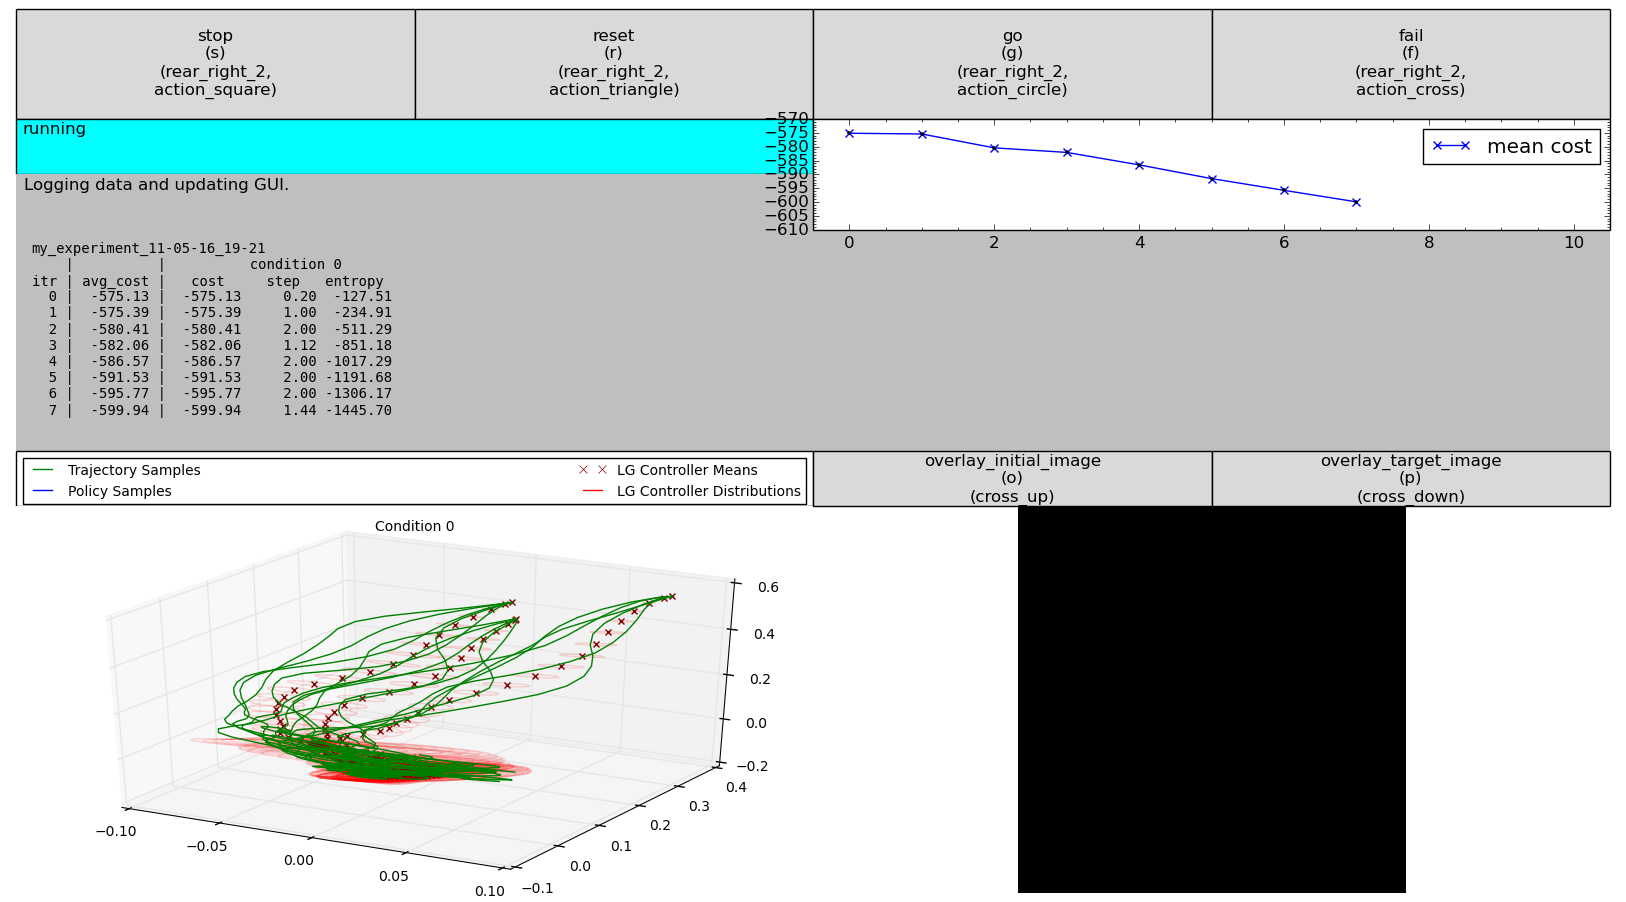 stop
(s)
(rear_right_2,
action_square)
reset
(r)
(rear_right_2,
action_triangle)
go
(g)
(rear_right_2,
action_circle)
fail
(f)
(rear_right_2,
action_cross)
running
−570
−575
−580
−585
−590
−595
−600
−605
−610
0
2
4
6
8
10
mean cost
Logging data and updating GUI.
my_experiment_11-05-16_19-21
| | condition 0
itr | avg_cost | cost step entropy
0 | -575.13 | -575.13 0.20 -127.51
1 | -575.39 | -575.39 1.00 -234.91
2 | -580.41 | -580.41 2.00 -511.29
3 | -582.06 | -582.06 1.12 -851.18
4 | -586.57 | -586.57 2.00 -1017.29
5 | -591.53 | -591.53 2.00 -1191.68
6 | -595.77 | -595.77 2.00 -1306.17
7 | -599.94 | -599.94 1.44 -1445.70
Trajectory Samples
Policy Samples
LG Controller Means
LG Controller Distributions
overlay_initial_image
(o)
(cross_up)
overlay_target_image
(p)
(cross_down)
Condition 0
0.6
0.4
0.2
0.0
−0.2
−0.10
−0.05
0.00
0.05
0.10
−0.1
0.0
0.1
0.2
0.3
0.4